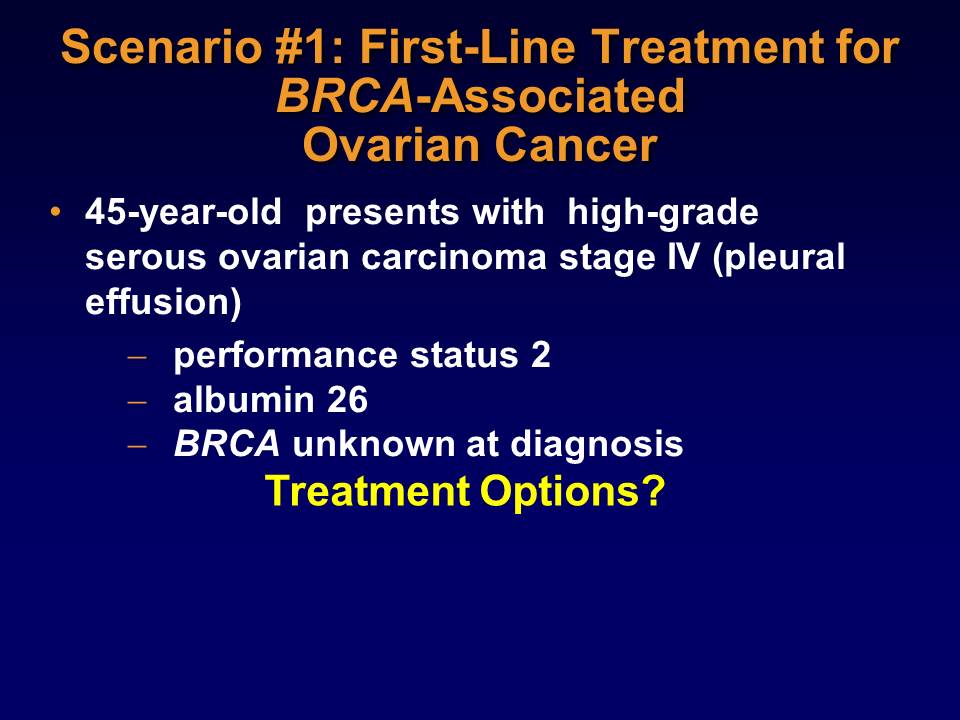 Scenario #1: First-Line Treatment for
BRCA-Associated
Ovarian Cancer
• 45-year-old presents with high-grade
serous ovarian carcinoma stage IV (pleural
effusion)
– performance status 2
– albumin 26
– BRCA unknown at diagnosis
Treatment Options?